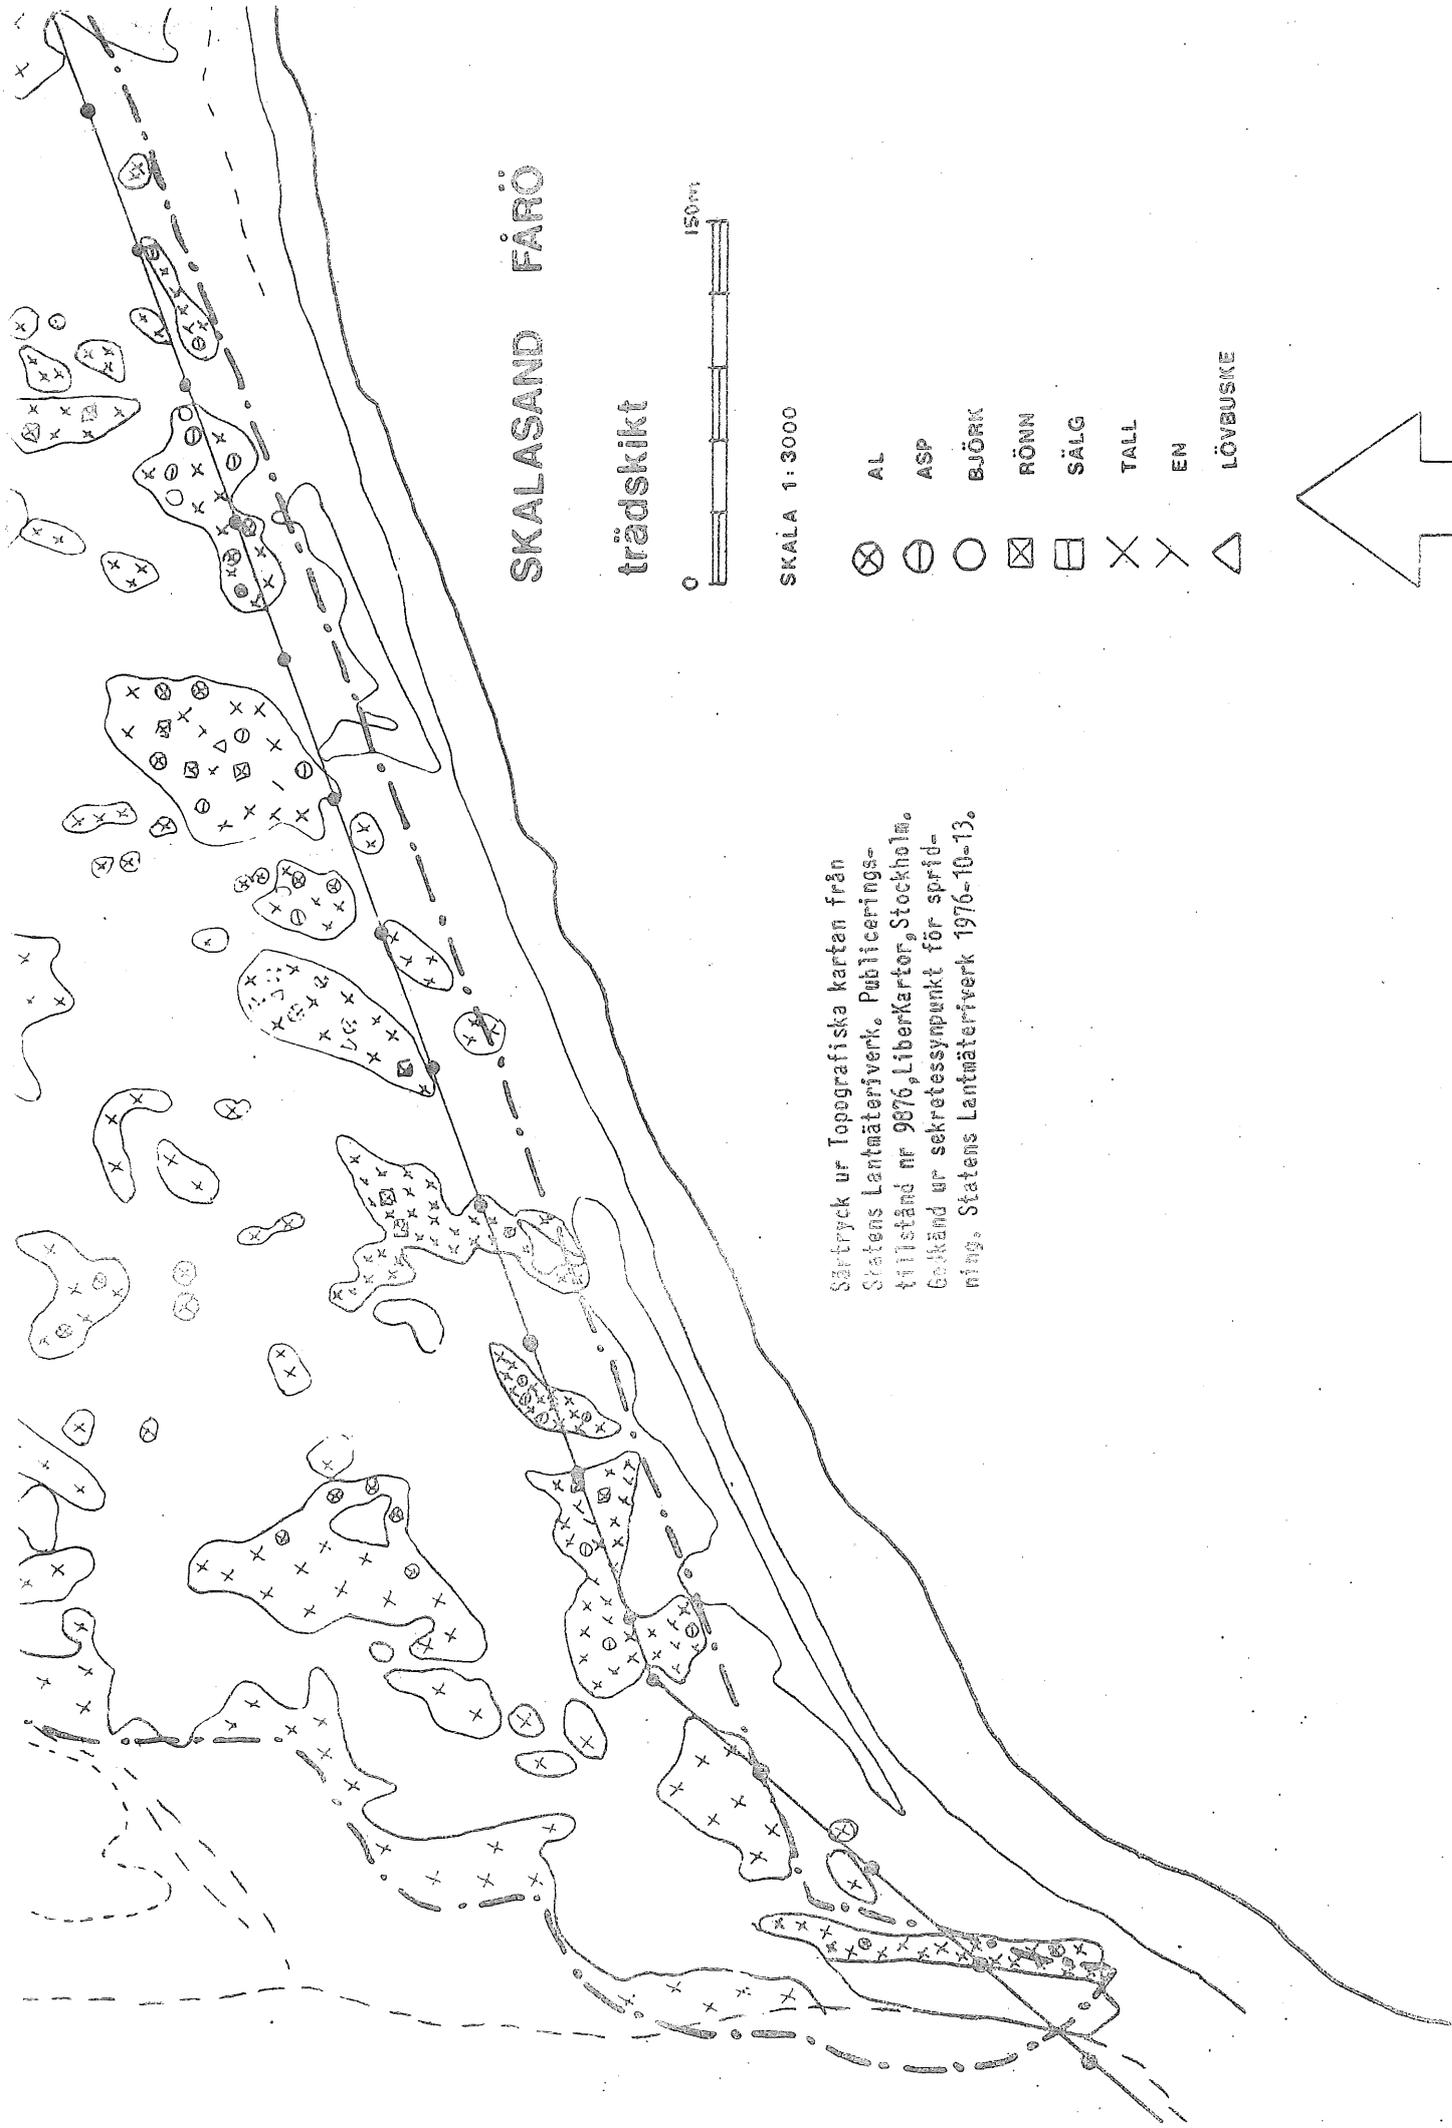 SKALASAND FÅRÖ
trädskikt
0 150m
SKALA 1:3000
AL
ASP
BJÖRK
RÖNN
SÄLG
TALL
EN
LÖVBUSKE
Särtryck ur Topografiska kartan från
Statens Lantmäteriverk. Publicerings-
tillstånd nr 9876,LiberKartor,Stockholm.
Godkänd ur sekretessynpunkt för sprid-
ning. Statens Lantmäteriverk 1976-10-13.